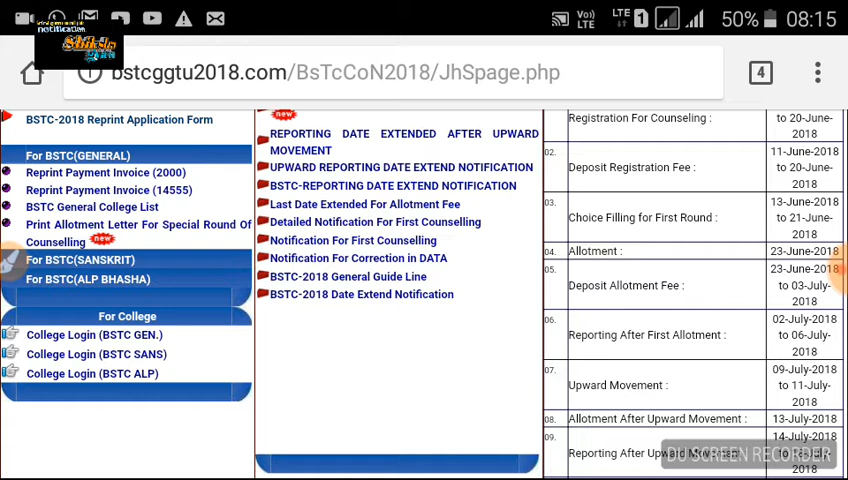 LTE 1 50% 08:15
Vo))
LTE
notification
bstcggtu2018.com/BsTcCoN2018/JhSpage.php
4
BSTC-2018 Reprint Application Form
For BSTC(GENERAL)
Reprint Payment Invoice (2000)
Reprint Payment Invoice (14555)
BSTC General College List
Print Allotment Letter For Special Round Of
Counselling new
For BSTC(SANSKRIT)
For BSTC(ALP BHASHA)
For College
College Login (BSTC GEN.)
College Login (BSTC SANS)
College Login (BSTC ALP)
new
REPORTING DATE EXTENDED AFTER UPWARD
MOVEMENT
UPWARD REPORTING DATE EXTEND NOTIFICATION
BSTC-REPORTING DATE EXTEND NOTIFICATION
Last Date Extended For Allotment Fee
Detailed Notification For First Counselling
Notification For First Counselling
Notification For Correction in DATA
BSTC-2018 General Guide Line
BSTC-2018 Date Extend Notification
Registration For Counseling :
to 20-June-
2018
02.
Deposit Registration Fee :
11-June-2018
to 20-June-
2018
03.
Choice Filling for First Round :
13-June-2018
to 21-June-
2018
04.
Allotment :
23-June-2018
05.
Deposit Allotment Fee :
23-June-2018
to 03-July-
2018
06.
Reporting After First Allotment :
02-July-2018
to 06-July-
2018
07.
Upward Movement :
09-July-2018
to 11-July-
2018
08.
Allotment After Upward Movement :
13-July-2018
09.
Reporting After Upward Movement
14-July-2018
2018
DU SCREEN RECORDER